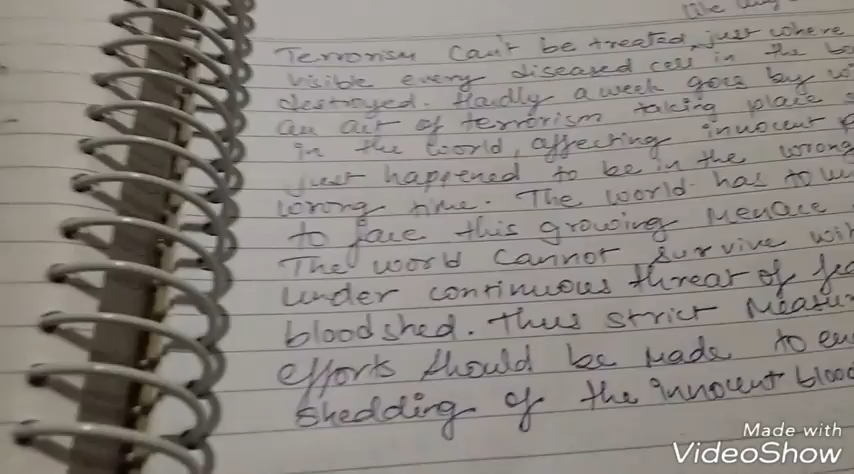 like
Terrorism can't be treated, just where
visible every diseased cell in the
destroyed. Hardly a week goes by
an act of terrorism taking place
in the world, affecting innocent
just happened to be in the wrong
wrong time. The world has to
to face this growing menace
The world cannot survive
under continuous threat of
bloodshed. Thus strict
efforts should be made to
shedding of the innocent blood
Made with
VideoShow